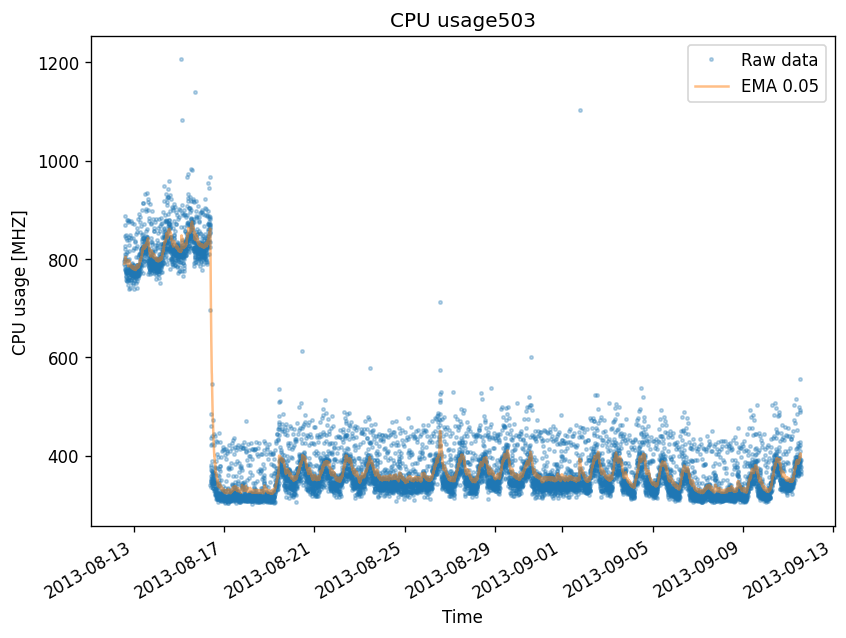 CPU usage503
Raw data
EMA 0.05
CPU usage [MHZ]
1200
1000
800
600
400
2013-08-13
2013-08-17
2013-08-21
2013-08-25
2013-08-29
2013-09-01
2013-09-05
2013-09-09
2013-09-13
Time